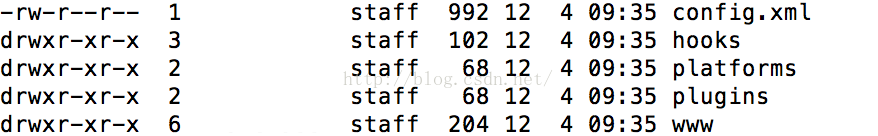 -rw-r--r-- 1 staff 992 12 4 09:35 config.xml
drwxr-xr-x 3 staff 102 12 4 09:35 hooks
drwxr-xr-x 2 staff 68 12 4 09:35 platforms
http://blog.csdn.net/
drwxr-xr-x 2 staff 68 12 4 09:35 plugins
drwxr-xr-x 6 staff 204 12 4 09:35 www